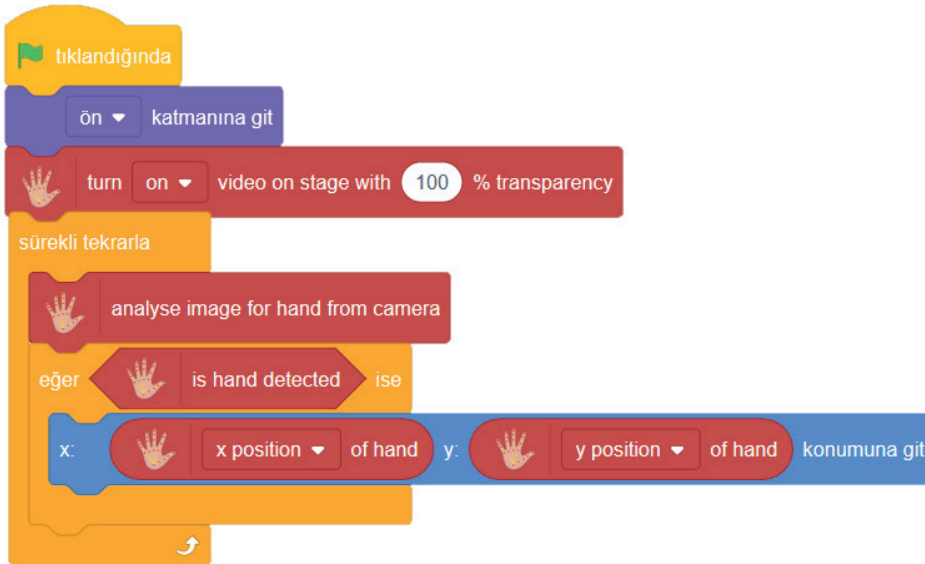 tıklandığında
ön katmanına git
turn on video on stage with 100 % transparency
sürekli tekrarla
analyse image for hand from camera
eğer is hand detected ise
x: x position of hand y: y position of hand konumuna git